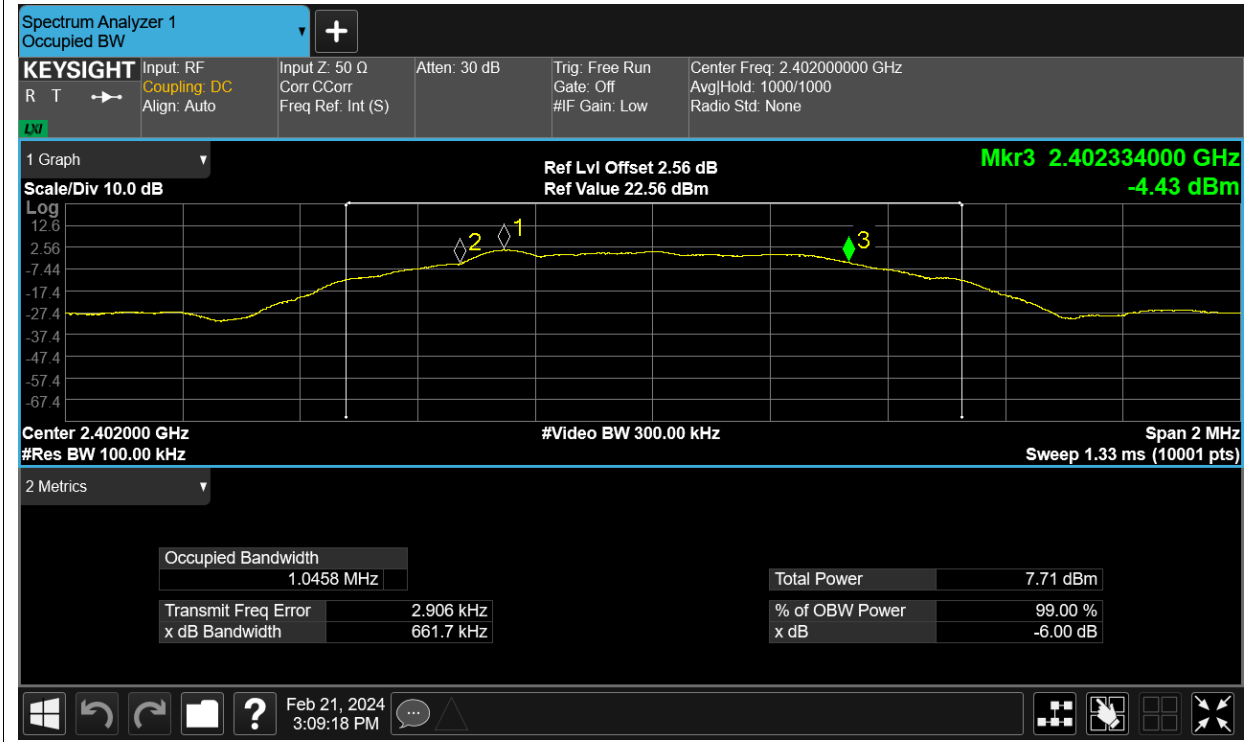 Spectrum Analyzer 1
Occupied BW
KEYSIGHT
R T
LXI
Input: RF
Coupling: DC
Align: Auto
Input Z: 50 Ω
Corr CCorr
Freq Ref: Int (S)
Atten: 30 dB
Trig: Free Run
Gate: Off
#IF Gain: Low
Center Freq: 2.402000000 GHz
Avg|Hold: 1000/1000
Radio Std: None
1 Graph
Scale/Div 10.0 dB
Ref Lvl Offset 2.56 dB
Ref Value 22.56 dBm
Mkr3 2.402334000 GHz
-4.43 dBm
Log
12.6
2.56
-7.44
-17.4
-27.4
-37.4
-47.4
-57.4
-67.4
2
1
3
Center 2.402000 GHz
#Res BW 100.00 kHz
#Video BW 300.00 kHz
Span 2 MHz
Sweep 1.33 ms (10001 pts)
2 Metrics
Occupied Bandwidth
1.0458 MHz
Transmit Freq Error 2.906 kHz
x dB Bandwidth 661.7 kHz
Total Power 7.71 dBm
% of OBW Power 99.00 %
x dB -6.00 dB
?
Feb 21, 2024
3:09:18 PM